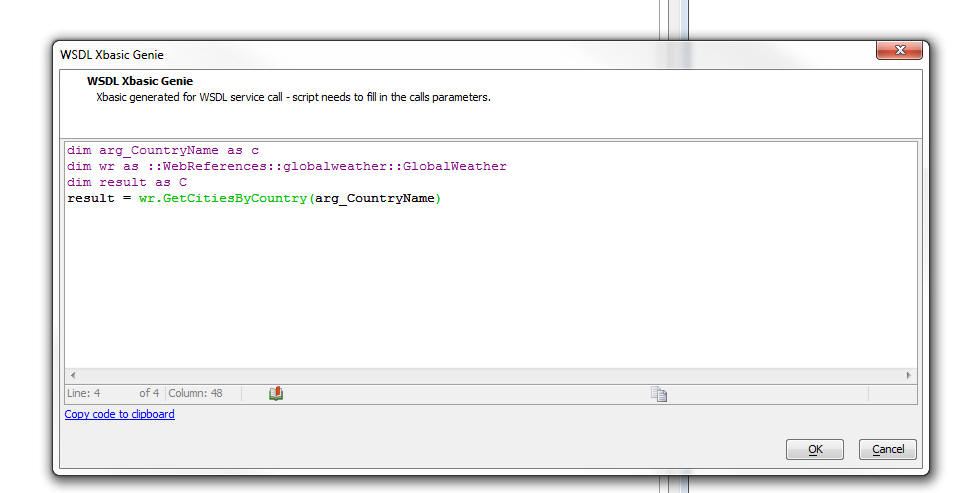 WSDL Xbasic Genie
WSDL Xbasic Genie
Xbasic generated for WSDL service call - script needs to fill in the calls parameters.
dim arg_CountryName as c
dim wr as ::WebReferences::globalweather::GlobalWeather
dim result as C
result = wr.GetCitiesByCountry(arg_CountryName)
Line: 4 of 4 Column: 48
Copy code to clipboard
OK Cancel